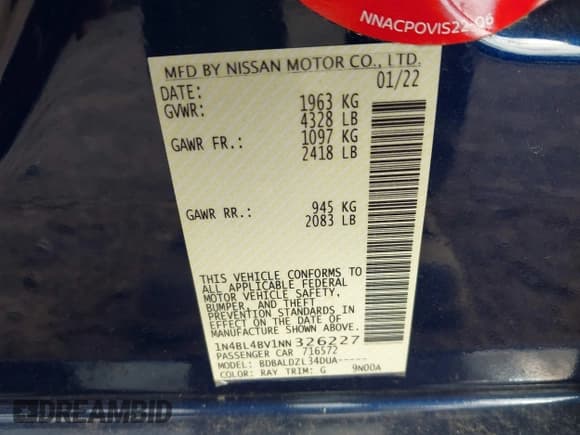 NNACPOVIS22-06
MFD BY NISSAN MOTOR CO., LTD.
DATE: 01/22
GVWR: 1963 KG
4328 LB
GAWR FR.: 1097 KG
2418 LB
GAWR RR.: 945 KG
2083 LB
THIS VEHICLE CONFORMS TO
ALL APPLICABLE FEDERAL
MOTOR VEHICLE SAFETY,
BUMPER, AND THEFT
PREVENTION STANDARDS IN
EFFECT ON THE DATE OF
MANUFACTURE SHOWN ABOVE.
1N4BL4BV1NN326227
PASSENGER CAR 716572
MODEL: BDBALDZL34DUA-----
COLOR: RAY TRIM: G 9N00A
DREAMBID